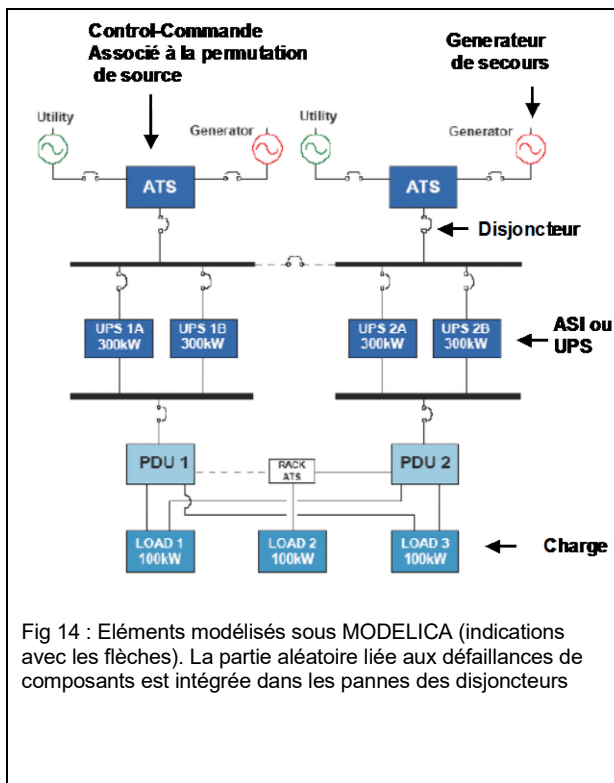 Control-Commande
Associé à la permutation
de source
Generateur
de secours
Utility
Generator
Utility
Generator
ATS
ATS
Disjoncteur
UPS 1A
300kW
UPS 1B
300kW
UPS 2A
300kW
UPS 2B
300kW
ASI ou
UPS
PDU 1
RACK
ATS
PDU 2
LOAD 1
100kW
LOAD 2
100kW
LOAD 3
100kW
Charge
Fig 14 : Eléments modélisés sous MODELICA (indications
avec les flèches). La partie aléatoire liée aux défaillances de
composants est intégrée dans les pannes des disjoncteurs